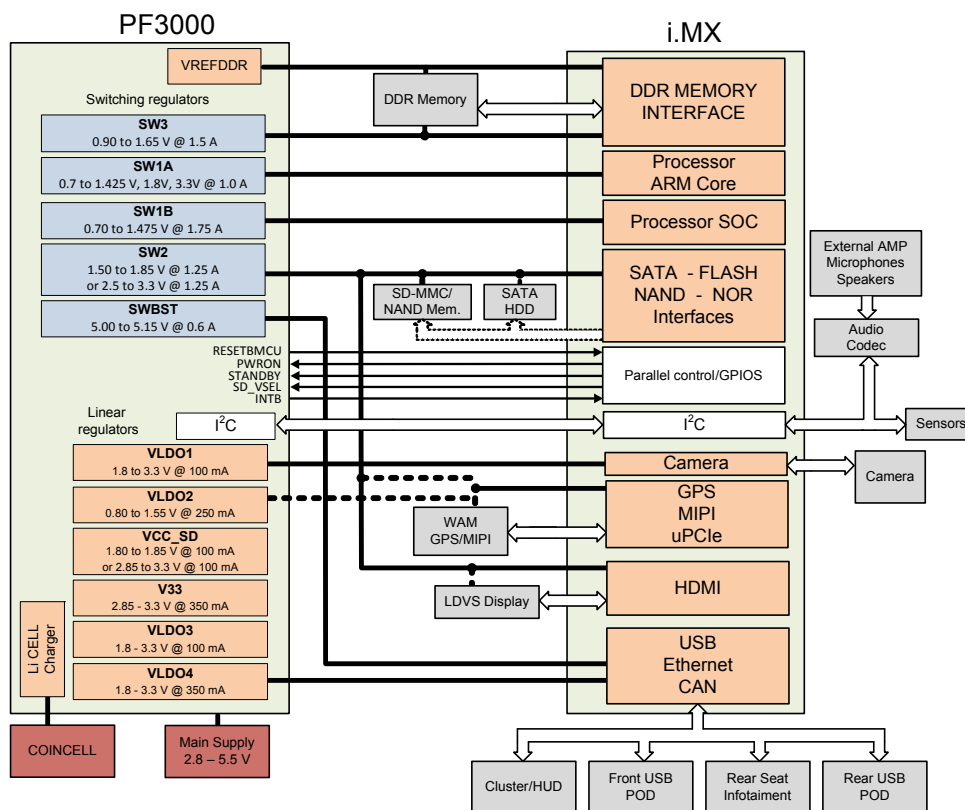 PF3000
i.MX
VREFDDR
Switching regulators
SW3
0.90 to 1.65 V @ 1.5 A
SW1A
0.7 to 1.425 V, 1.8V, 3.3V @ 1.0 A
SW1B
0.70 to 1.475 V @ 1.75 A
SW2
1.50 to 1.85 V @ 1.25 A
or 2.5 to 3.3 V @ 1.25 A
SWBST
5.00 to 5.15 V @ 0.6 A
RESETBMCU
PWRON
STANDBY
SD_VSEL
INTB
Linear
regulators
I²C
VLDO1
1.8 to 3.3 V @ 100 mA
VLDO2
0.80 to 1.55 V @ 250 mA
VCC_SD
1.80 to 1.85 V @ 100 mA
or 2.85 to 3.3 V @ 100 mA
V33
2.85 - 3.3 V @ 350 mA
VLDO3
1.8 - 3.3 V @ 100 mA
VLDO4
1.8 - 3.3 V @ 350 mA
Li CELL
Charger
COINCELL
Main Supply
2.8 – 5.5 V
DDR Memory
SD-MMC/
NAND Mem.
SATA
HDD
WAM
GPS/MIPI
LDVS Display
DDR MEMORY
INTERFACE
Processor
ARM Core
Processor SOC
SATA - FLASH
NAND - NOR
Interfaces
Parallel control/GPIOS
I²C
Camera
GPS
MIPI
uPCIe
HDMI
USB
Ethernet
CAN
External AMP
Microphones
Speakers
Audio
Codec
Sensors
Camera
Cluster/HUD
Front USB
POD
Rear Seat
Infotaiment
Rear USB
POD